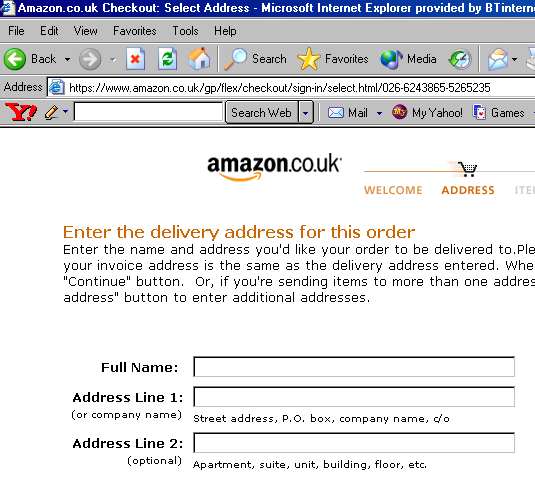 Amazon.co.uk Checkout: Select Address - Microsoft Internet Explorer provided by BTintern
File Edit View Favorites Tools Help
Back Search Favorites Media
Address https://www.amazon.co.uk/gp/flex/checkout/sign-in/select.html/026-6243865-5265235
Y! Search Web Mail My Yahoo! Games
amazon.co.uk
WELCOME ADDRESS ITE
Enter the delivery address for this order
Enter the name and address you'd like your order to be delivered to.Ple
your invoice address is the same as the delivery address entered. Whe
"Continue" button. Or, if you're sending items to more than one addre
address" button to enter additional addresses.
Full Name:
Address Line 1:
(or company name) Street address, P.O. box, company name, c/o
Address Line 2:
(optional) Apartment, suite, unit, building, floor, etc.